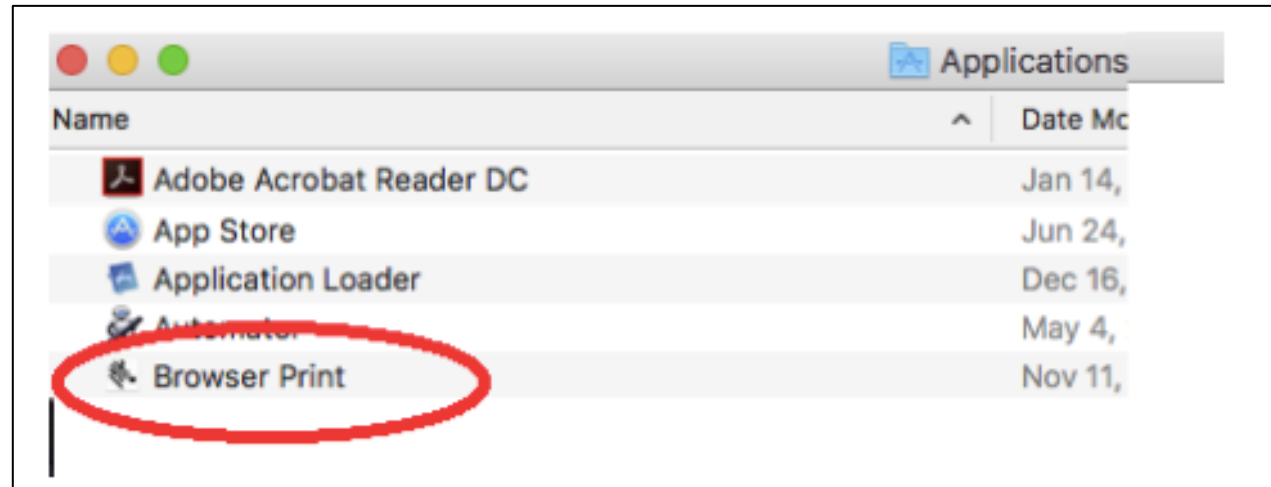 Applications
Name Date Mo
Adobe Acrobat Reader DC Jan 14,
App Store Jun 24,
Application Loader Dec 16,
Automator May 4,
Browser Print Nov 11,